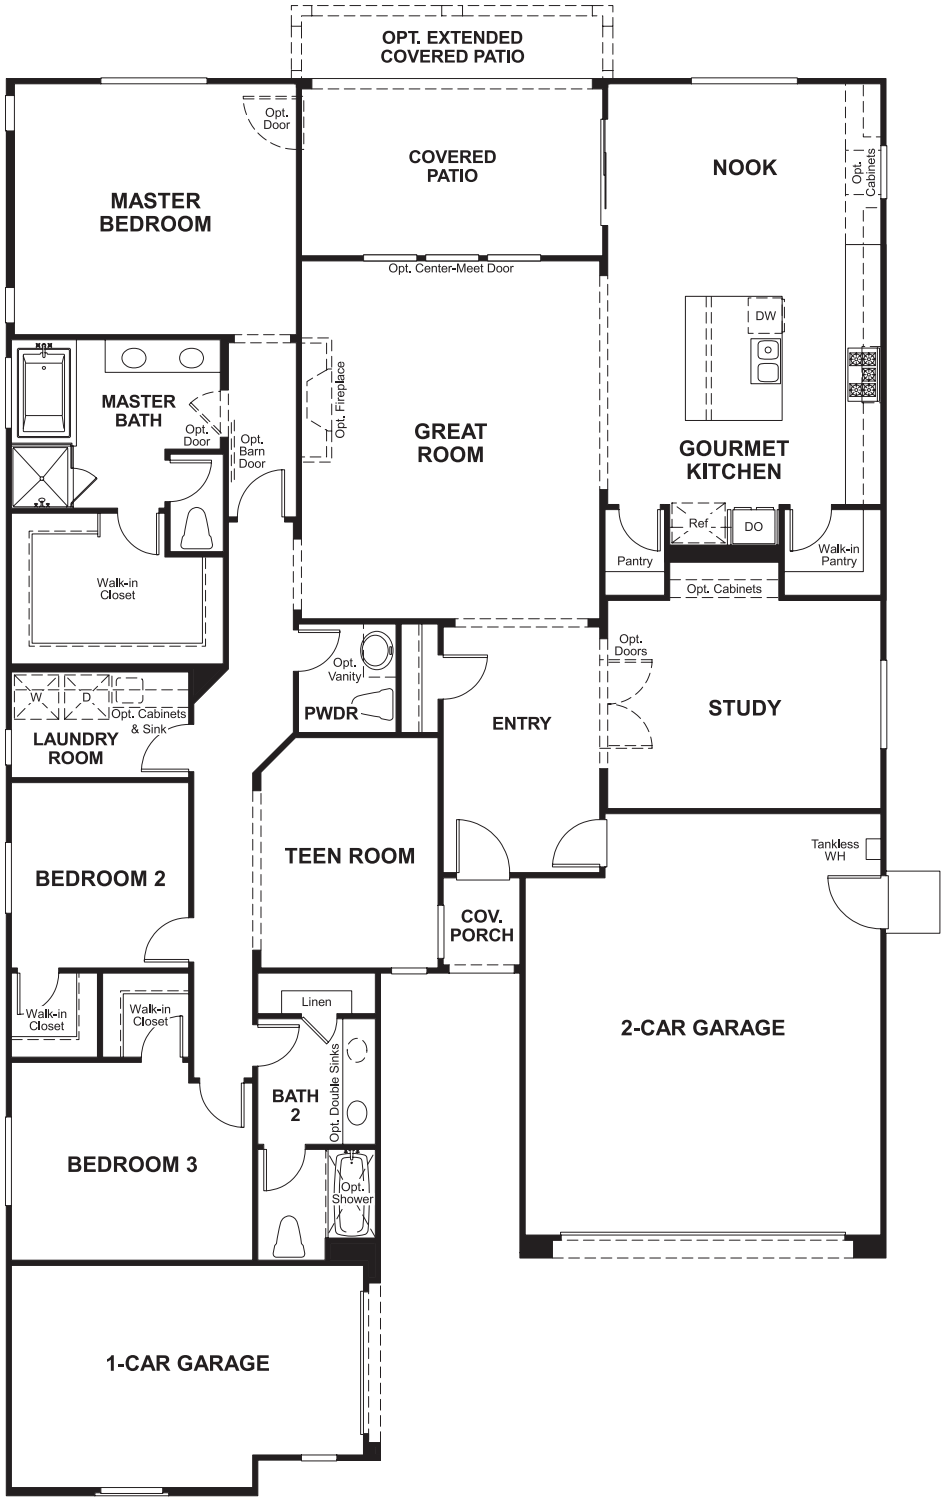 OPT. EXTENDED
COVERED PATIO
Opt.
Door
COVERED
PATIO
NOOK
Opt.
Cabinets
MASTER
BEDROOM
Opt. Center-Meet Door
DW
Opt. Fireplace
MASTER
BATH
Opt.
Door
Opt.
Barn
Door
GREAT
ROOM
GOURMET
KITCHEN
Ref
DO
Pantry
Walk-in
Pantry
Walk-in
Closet
Opt. Cabinets
Opt.
Vanity
PWDR
Opt.
Doors
W
D
Opt. Cabinets
& Sink
LAUNDRY
ROOM
ENTRY
STUDY
TEEN ROOM
BEDROOM 2
Tankless
WH
COV.
PORCH
Walk-in
Closet
Walk-in
Closet
Linen
2-CAR GARAGE
Opt. Double Sinks
BATH
2
BEDROOM 3
Opt.
Shower
1-CAR GARAGE